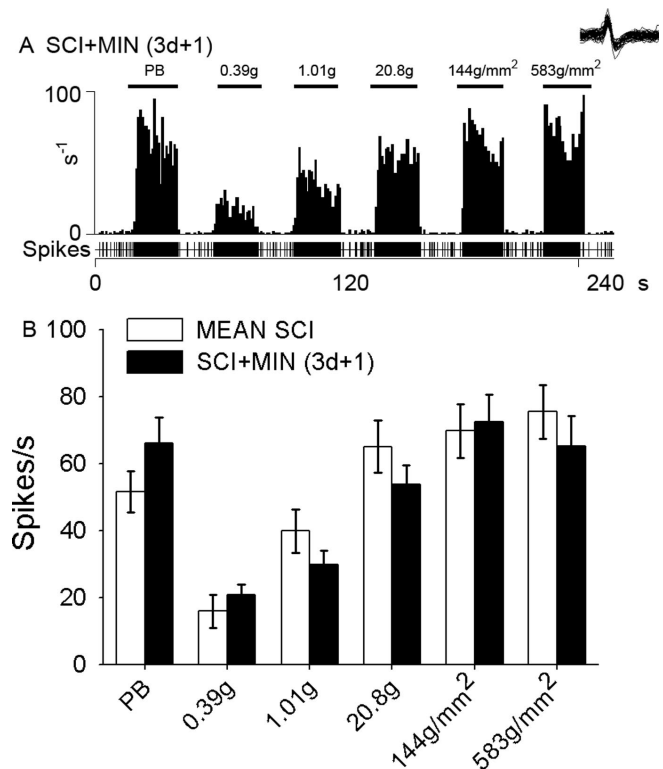 A SCI+MIN (3d+1)
PB 0.39g 1.01g 20.8g 144g/mm² 583g/mm²
100
s⁻¹
0
Spikes
0 120 240 s
B
100
80
60
40
20
0
Spikes/s
MEAN SCI
SCI+MIN (3d+1)
PB 0.39g 1.01g 20.8g 144g/mm² 583g/mm²